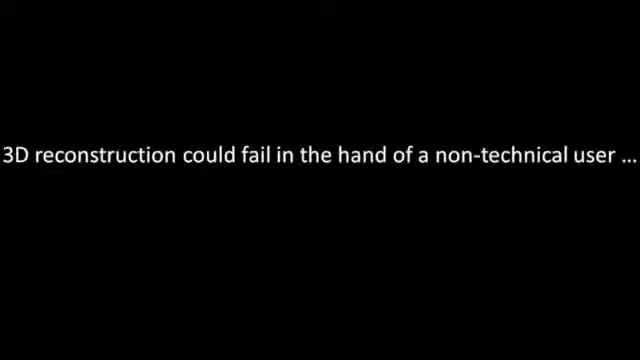 3D reconstruction could fail in the hand of a non-technical user ...